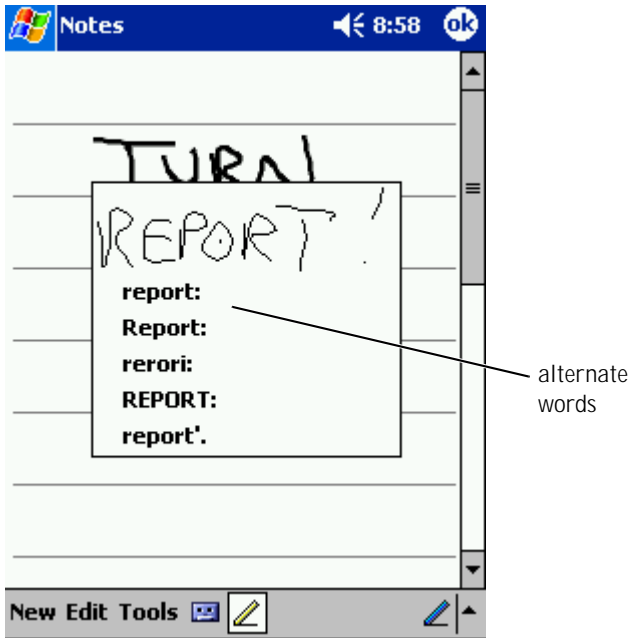 Notes 8:58 ok
TURN
REPORT!
report:
Report:
rerori:
REPORT:
report'.
alternate
words
New Edit Tools